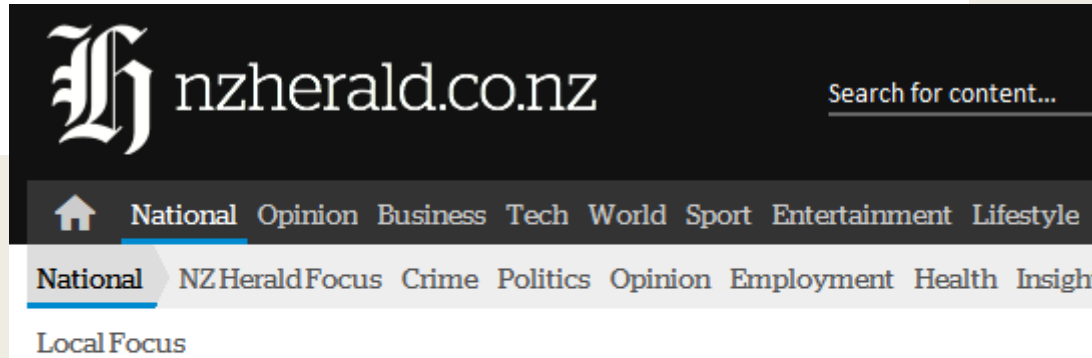 nzherald.co.nz
Search for content...
National Opinion Business Tech World Sport Entertainment Lifestyle
National NZ Herald Focus Crime Politics Opinion Employment Health
Local Focus